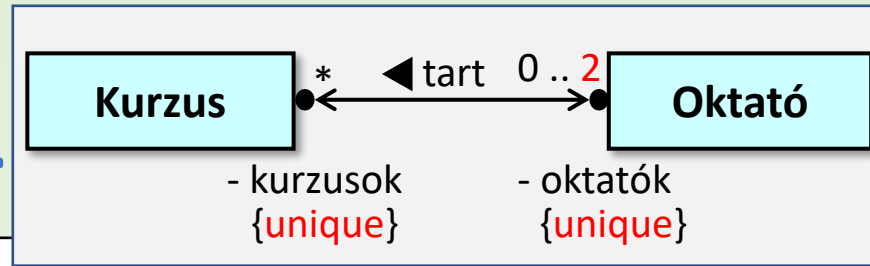 * ◀ tart 0 .. 2
Kurzus Oktató
- kurzusok - oktatók
{unique} {unique}